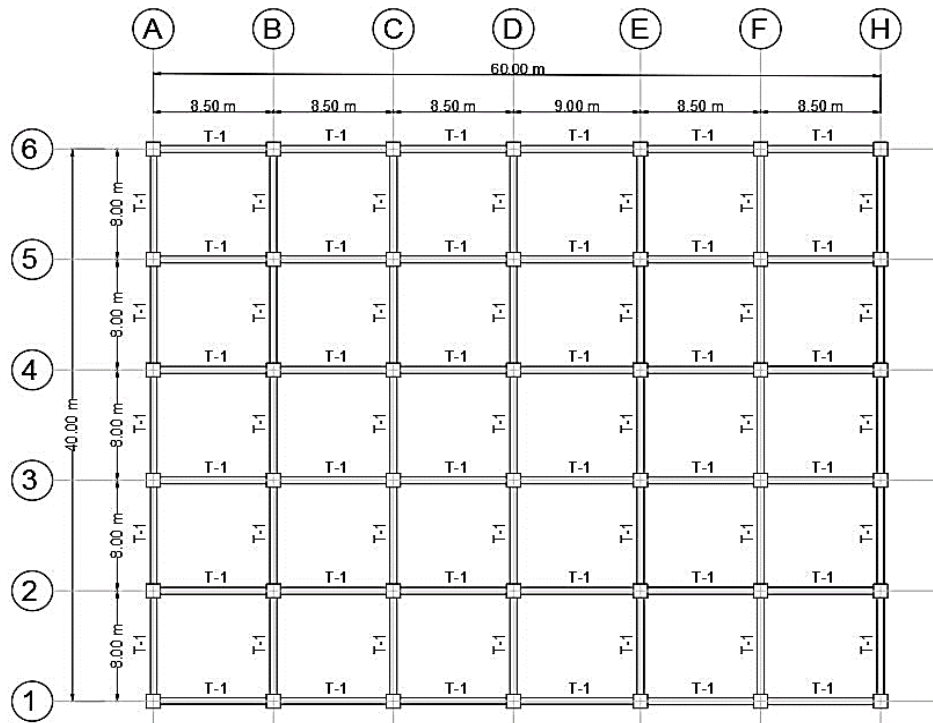 A B C D E F H
60.00 m
8.50 m 8.50 m 8.50 m 9.00 m 8.50 m 8.50 m
T-1 T-1 T-1 T-1 T-1 T-1
6
8.00 m T-1 T-1 T-1 T-1 T-1 T-1 T-1
T-1 T-1 T-1 T-1 T-1 T-1
5
8.00 m T-1 T-1 T-1 T-1 T-1 T-1 T-1
T-1 T-1 T-1 T-1 T-1 T-1
4
40.00 m
8.00 m T-1 T-1 T-1 T-1 T-1 T-1 T-1
T-1 T-1 T-1 T-1 T-1 T-1
3
8.00 m T-1 T-1 T-1 T-1 T-1 T-1 T-1
T-1 T-1 T-1 T-1 T-1 T-1
2
8.00 m T-1 T-1 T-1 T-1 T-1 T-1 T-1
T-1 T-1 T-1 T-1 T-1 T-1
1